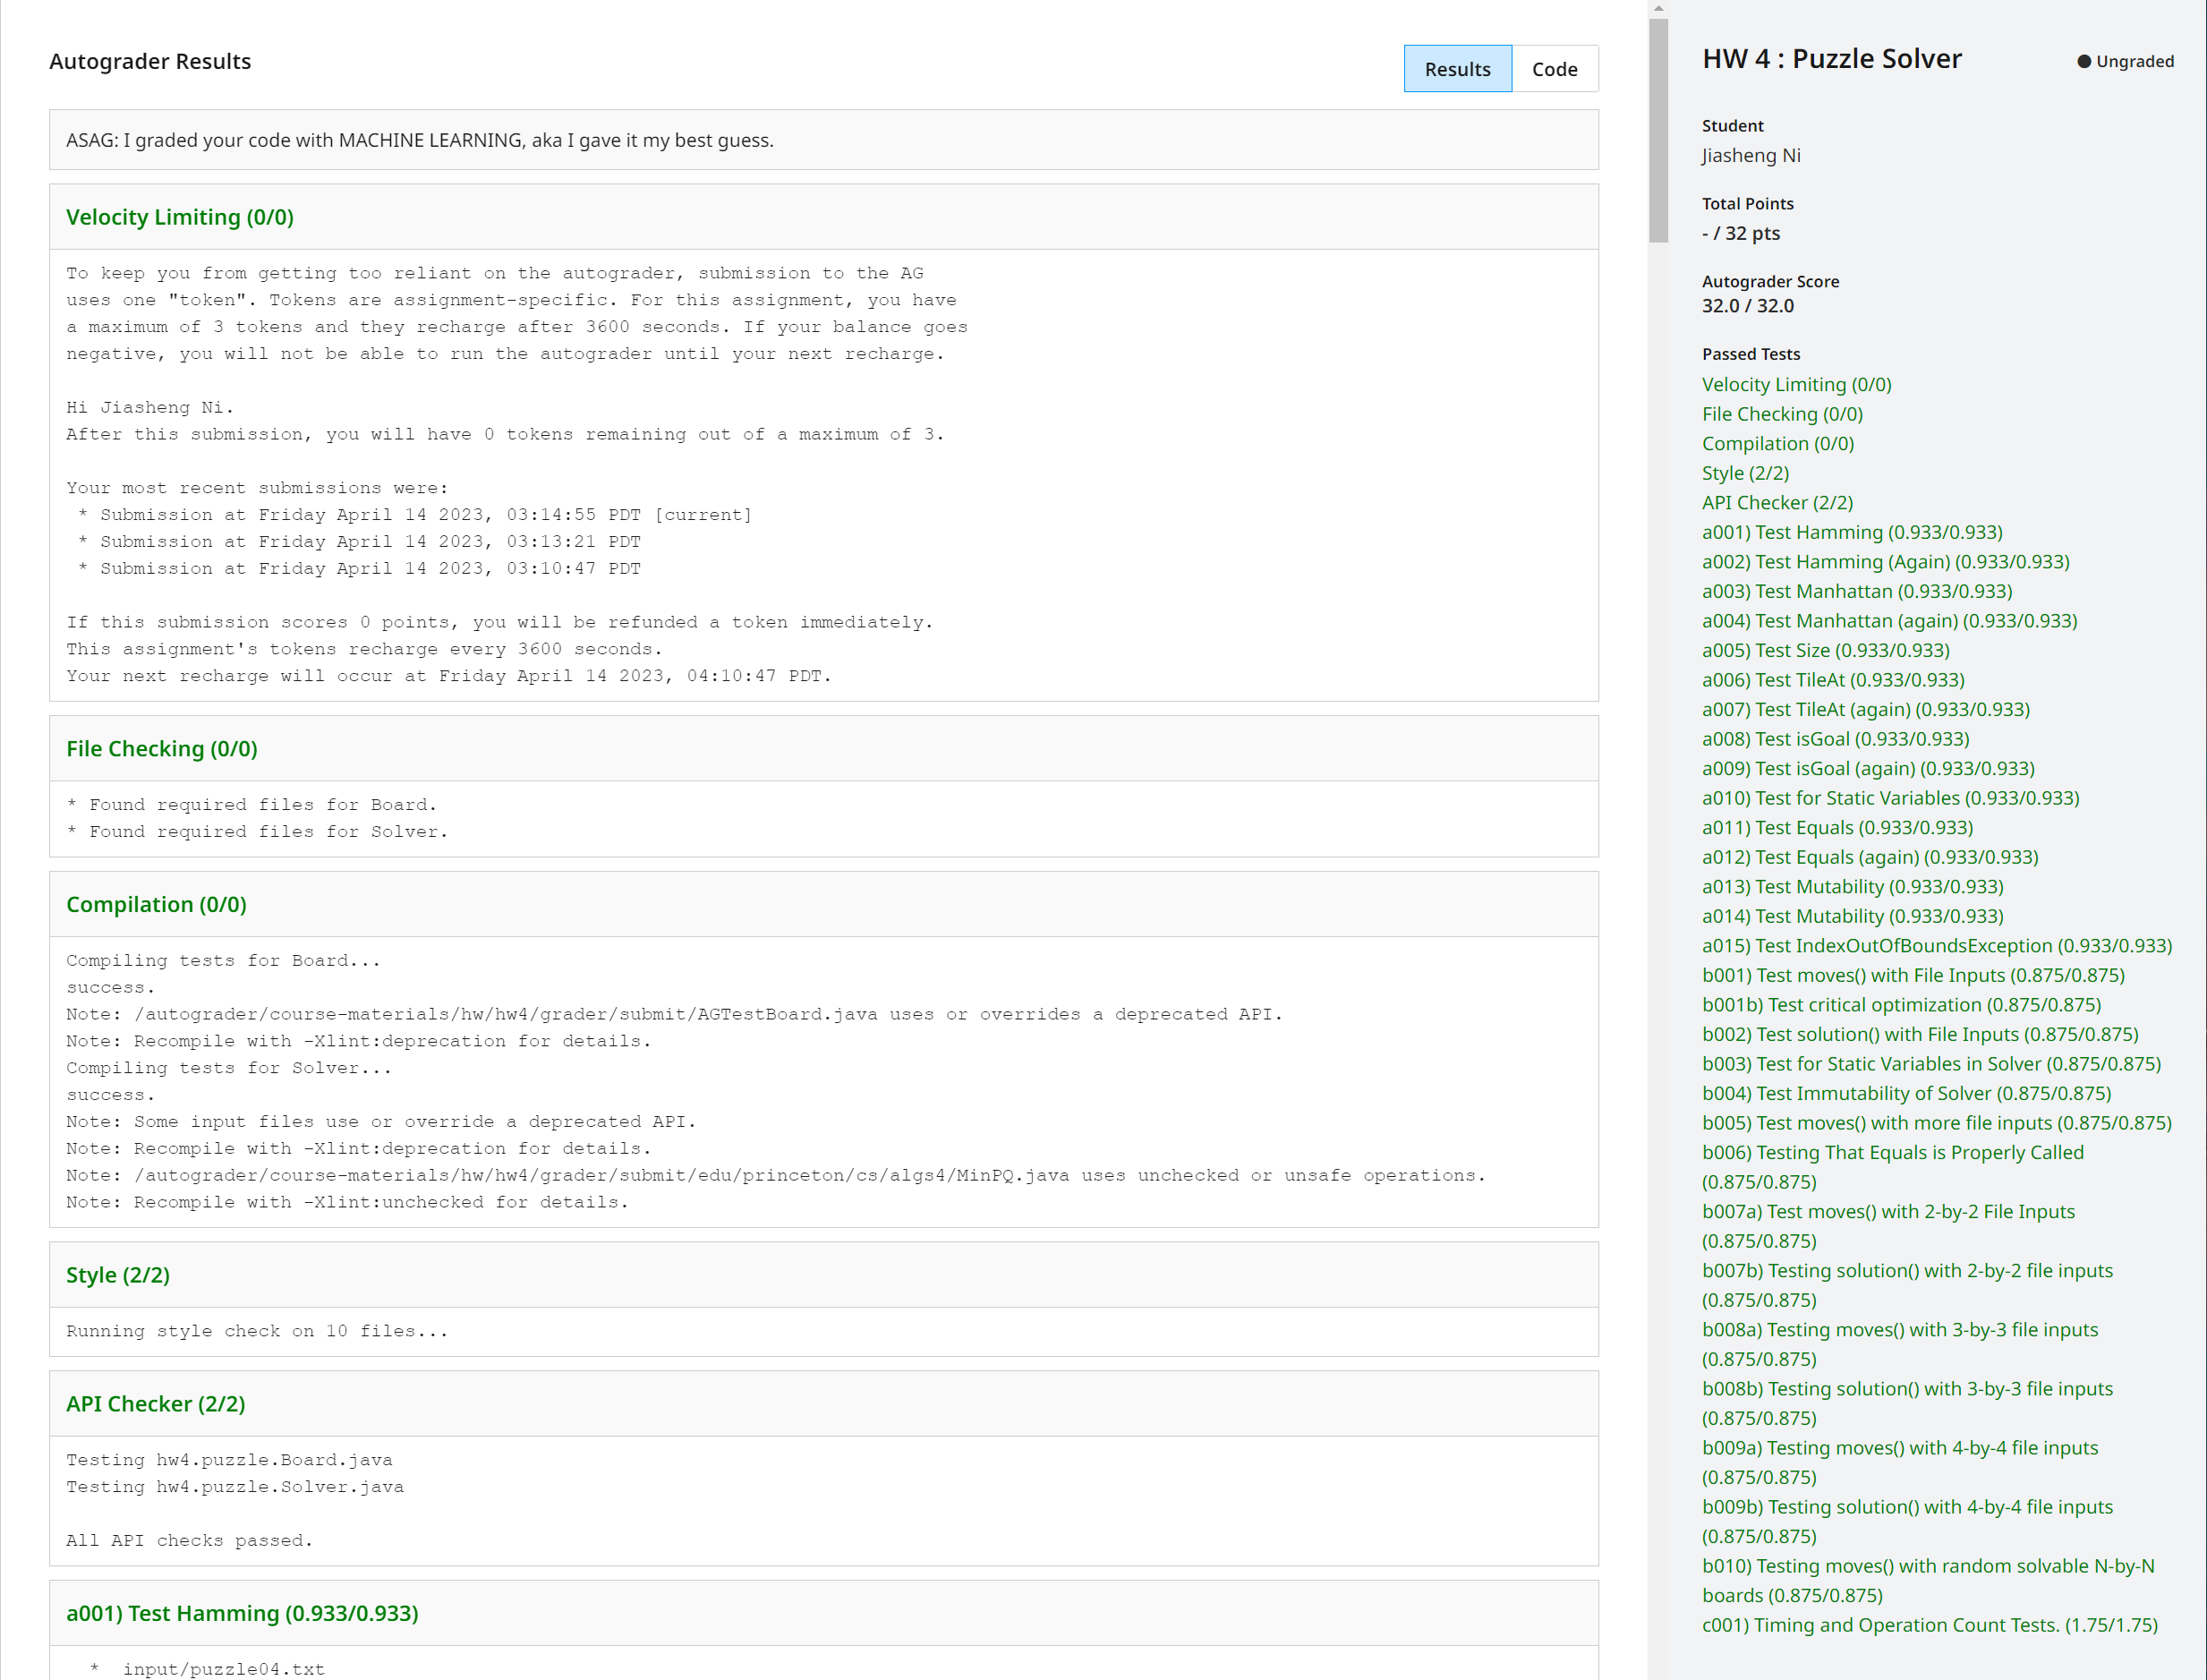 Autograder Results
Results
Code
ASAG: I graded your code with MACHINE LEARNING, aka I gave it my best guess.
Velocity Limiting (0/0)
To keep you from getting too reliant on the autograder, submission to the AG
uses one "token". Tokens are assignment-specific. For this assignment, you have
a maximum of 3 tokens and they recharge after 3600 seconds. If your balance goes
negative, you will not be able to run the autograder until your next recharge.
Hi Jiasheng Ni.
After this submission, you will have 0 tokens remaining out of a maximum of 3.
Your most recent submissions were:
* Submission at Friday April 14 2023, 03:14:55 PDT [current]
* Submission at Friday April 14 2023, 03:13:21 PDT
* Submission at Friday April 14 2023, 03:10:47 PDT
If this submission scores 0 points, you will be refunded a token immediately.
This assignment's tokens recharge every 3600 seconds.
Your next recharge will occur at Friday April 14 2023, 04:10:47 PDT.
File Checking (0/0)
* Found required files for Board.
* Found required files for Solver.
Compilation (0/0)
Compiling tests for Board...
success.
Note: /autograder/course-materials/hw/hw4/grader/submit/AGTestBoard.java uses or overrides a deprecated API.
Note: Recompile with -Xlint:deprecation for details.
Compiling tests for Solver...
success.
Note: Some input files use or override a deprecated API.
Note: Recompile with -Xlint:deprecation for details.
Note: /autograder/course-materials/hw/hw4/grader/submit/edu/princeton/cs/algs4/MinPQ.java uses unchecked or unsafe operations.
Note: Recompile with -Xlint:unchecked for details.
Style (2/2)
Running style check on 10 files...
API Checker (2/2)
Testing hw4.puzzle.Board.java
Testing hw4.puzzle.Solver.java
All API checks passed.
a001) Test Hamming (0.933/0.933)
* input/puzzle04.txt
HW 4 : Puzzle Solver
Ungraded
Student
Jiasheng Ni
Total Points
- / 32 pts
Autograder Score
32.0 / 32.0
Passed Tests
Velocity Limiting (0/0)
File Checking (0/0)
Compilation (0/0)
Style (2/2)
API Checker (2/2)
a001) Test Hamming (0.933/0.933)
a002) Test Hamming (Again) (0.933/0.933)
a003) Test Manhattan (0.933/0.933)
a004) Test Manhattan (again) (0.933/0.933)
a005) Test Size (0.933/0.933)
a006) Test TileAt (0.933/0.933)
a007) Test TileAt (again) (0.933/0.933)
a008) Test isGoal (0.933/0.933)
a009) Test isGoal (again) (0.933/0.933)
a010) Test for Static Variables (0.933/0.933)
a011) Test Equals (0.933/0.933)
a012) Test Equals (again) (0.933/0.933)
a013) Test Mutability (0.933/0.933)
a014) Test Mutability (0.933/0.933)
a015) Test IndexOutOfBoundsException (0.933/0.933)
b001) Test moves() with File Inputs (0.875/0.875)
b001b) Test critical optimization (0.875/0.875)
b002) Test solution() with File Inputs (0.875/0.875)
b003) Test for Static Variables in Solver (0.875/0.875)
b004) Test Immutability of Solver (0.875/0.875)
b005) Test moves() with more file inputs (0.875/0.875)
b006) Testing That Equals is Properly Called
(0.875/0.875)
b007a) Test moves() with 2-by-2 File Inputs
(0.875/0.875)
b007b) Testing solution() with 2-by-2 file inputs
(0.875/0.875)
b008a) Testing moves() with 3-by-3 file inputs
(0.875/0.875)
b008b) Testing solution() with 3-by-3 file inputs
(0.875/0.875)
b009a) Testing moves() with 4-by-4 file inputs
(0.875/0.875)
b009b) Testing solution() with 4-by-4 file inputs
(0.875/0.875)
b010) Testing moves() with random solvable N-by-N
boards (0.875/0.875)
c001) Timing and Operation Count Tests. (1.75/1.75)